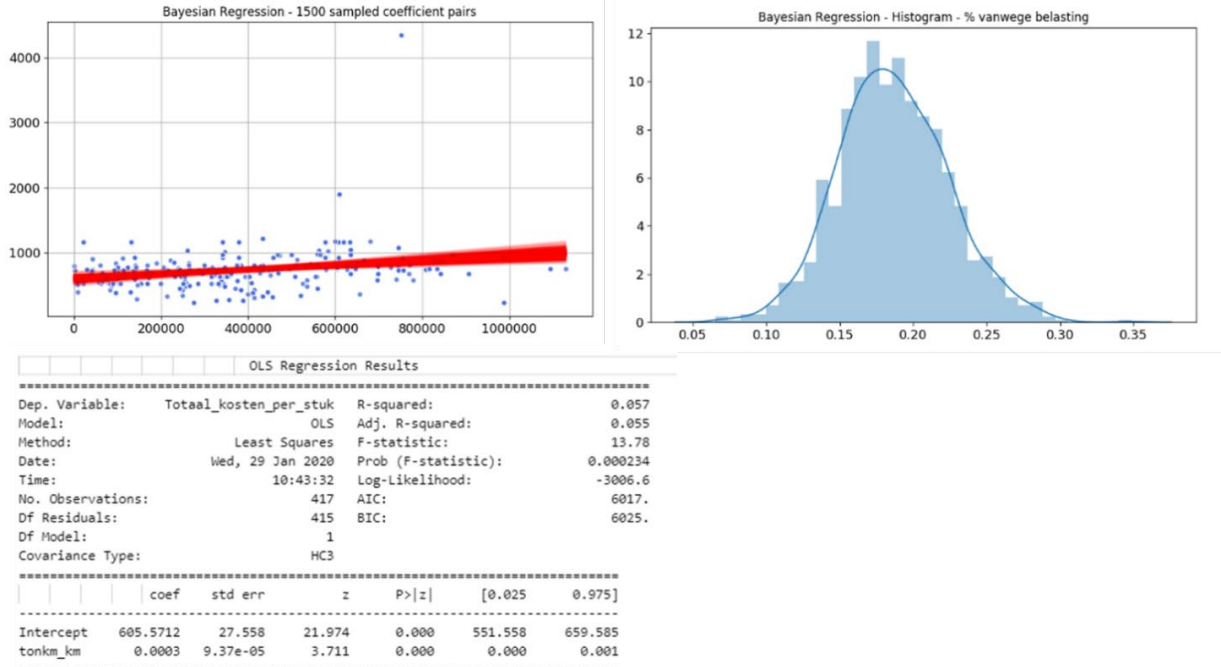 Bayesian Regression - 1500 sampled coefficient pairs
4000
3000
2000
1000
0 200000 400000 600000 800000 1000000
Bayesian Regression - Histogram - % vanwege belasting
12
10
8
6
4
2
0
0.05 0.10 0.15 0.20 0.25 0.30 0.35
OLS Regression Results
==============================================================================
Dep. Variable: Totaal_kosten_per_stuk R-squared: 0.057
Model: OLS Adj. R-squared: 0.055
Method: Least Squares F-statistic: 13.78
Date: Wed, 29 Jan 2020 Prob (F-statistic): 0.000234
Time: 10:43:32 Log-Likelihood: -3006.6
No. Observations: 417 AIC: 6017.
Df Residuals: 415 BIC: 6025.
Df Model: 1
Covariance Type: HC3
==============================================================================
coef std err z P>|z| [0.025 0.975]
------------------------------------------------------------------------------
Intercept 605.5712 27.558 21.974 0.000 551.558 659.585
tonkm_km 0.0003 9.37e-05 3.711 0.000 0.000 0.001